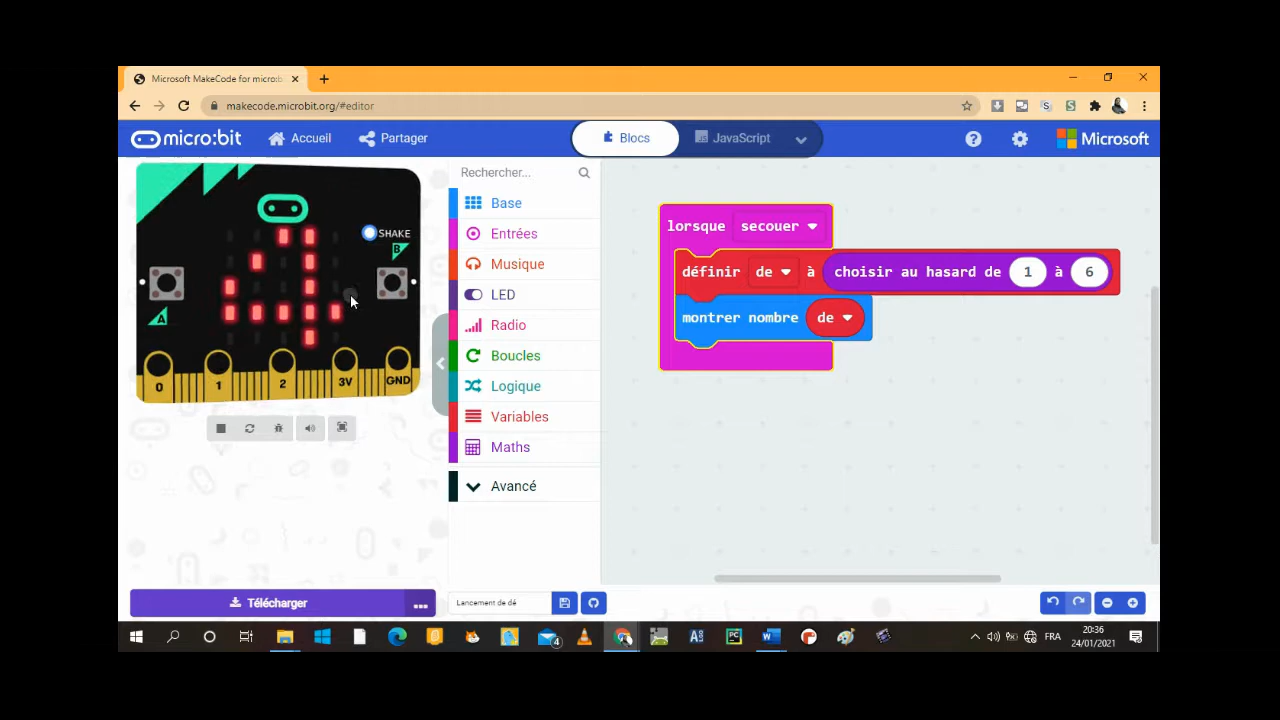 Microsoft MakeCode for micro:b
makecode.microbit.org/#editor
micro:bit Accueil Partager Blocs JavaScript Microsoft
Rechercher...
SHAKE
B
A
0 1 2 3V GND
Base
Entrées
Musique
LED
Radio
Boucles
Logique
Variables
Maths
Avancé
lorsque secouer
définir de à choisir au hasard de 1 à 6
montrer nombre de
Télécharger ... Lancement de dé
4 FRA 20:36
24/01/2021